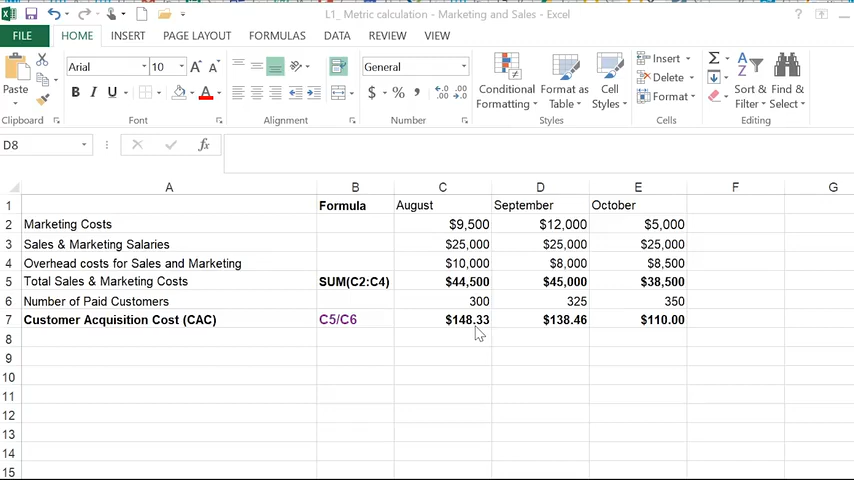 L1_ Metric calculation - Marketing and Sales - Excel
FILE HOME INSERT PAGE LAYOUT FORMULAS DATA REVIEW VIEW
Arial 10 A A General Insert Σ A Z
Paste B I U A $ % , .0 .00 .00 .0 Conditional Formatting Format as Table Cell Styles Delete Format Sort & Filter Find & Select
Clipboard Font Alignment Number Styles Cells Editing
D8 fx
A B C D E F G
1 Formula August September October
2 Marketing Costs $9,500 $12,000 $5,000
3 Sales & Marketing Salaries $25,000 $25,000 $25,000
4 Overhead costs for Sales and Marketing $10,000 $8,000 $8,500
5 Total Sales & Marketing Costs SUM(C2:C4) $44,500 $45,000 $38,500
6 Number of Paid Customers 300 325 350
7 Customer Acquisition Cost (CAC) C5/C6 $148.33 $138.46 $110.00
8
9
10
11
12
13
14
15